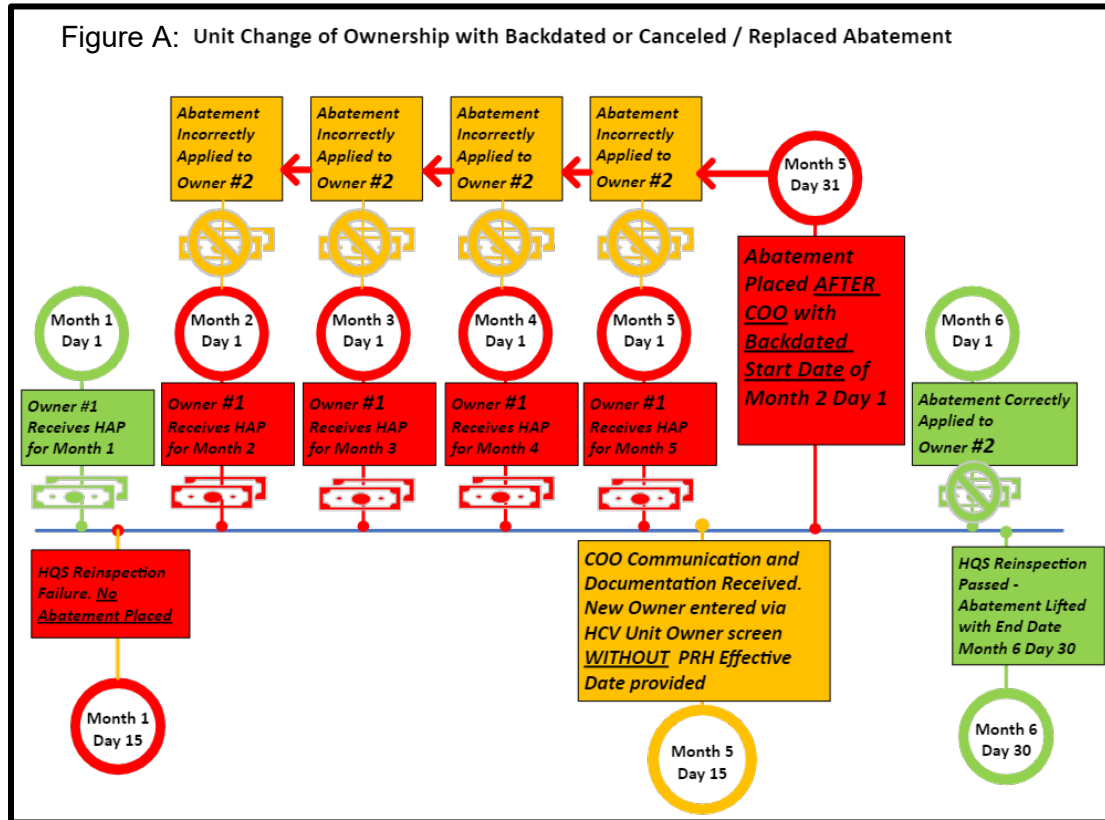 Figure A: Unit Change of Ownership with Backdated or Canceled / Replaced Abatement
Abatement
Incorrectly
Applied to
Owner #2
Abatement
Incorrectly
Applied to
Owner #2
Abatement
Incorrectly
Applied to
Owner #2
Abatement
Incorrectly
Applied to
Owner #2
Month 5
Day 31
Abatement
Placed AFTER
COO with
Backdated
Start Date of
Month 2 Day 1
Month 1
Day 1
Month 2
Day 1
Month 3
Day 1
Month 4
Day 1
Month 5
Day 1
Month 6
Day 1
Owner #1
Receives HAP
for Month 1
Owner #1
Receives HAP
for Month 2
Owner #1
Receives HAP
for Month 3
Owner #1
Receives HAP
for Month 4
Owner #1
Receives HAP
for Month 5
Abatement Correctly
Applied to
Owner #2
HQS Reinspection
Failure. No
Abatement Placed
COO Communication and
Documentation Received.
New Owner entered via
HCV Unit Owner screen
WITHOUT PRH Effective
Date provided
HQS Reinspection
Passed -
Abatement Lifted
with End Date
Month 6 Day 30
Month 1
Day 15
Month 5
Day 15
Month 6
Day 30